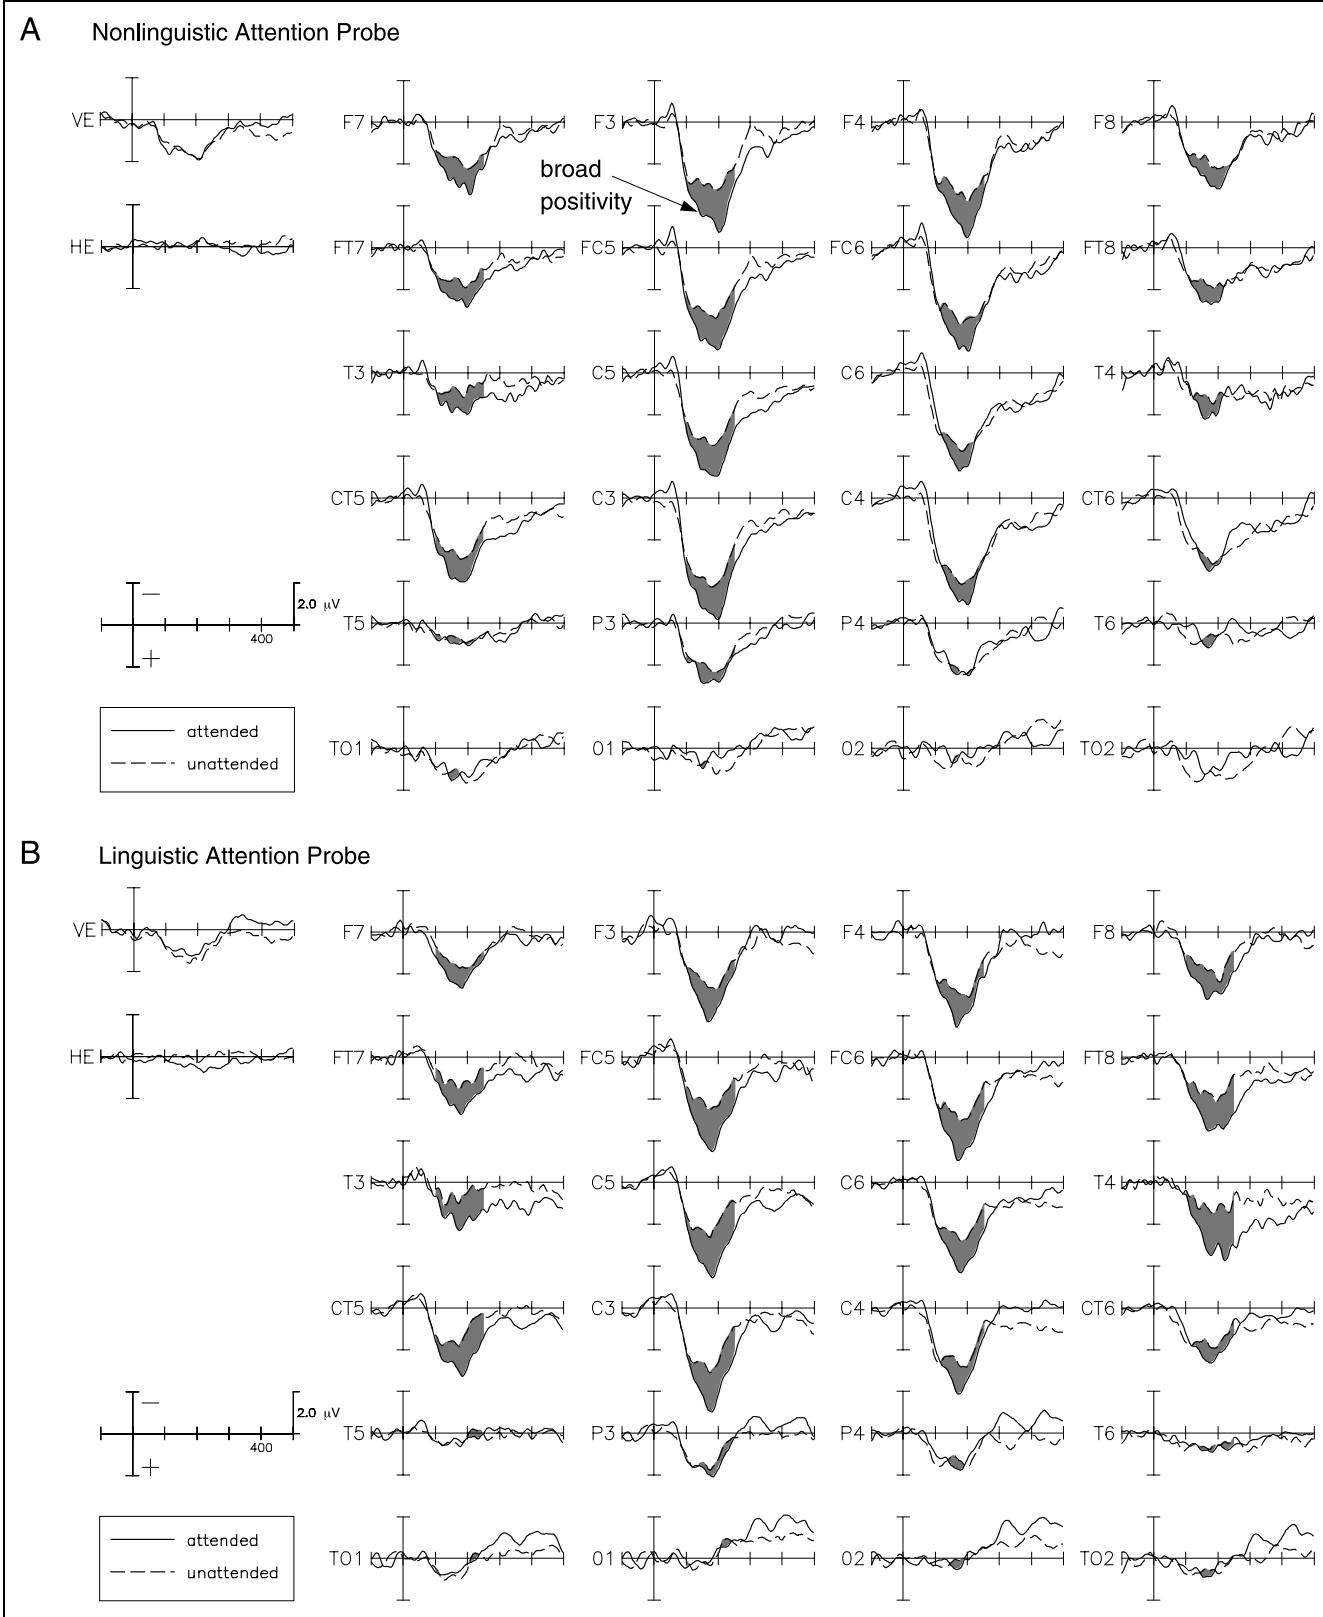 A Nonlinguistic Attention Probe
VE F7 F3 F4 F8
broad
positivity
HE FT7 FC5 FC6 FT8
T3 C5 C6 T4
CT5 C3 C4 CT6
− 2.0 μV
400
+
T5 P3 P4 T6
attended
unattended
TO1 O1 O2 TO2
B Linguistic Attention Probe
VE F7 F3 F4 F8
HE FT7 FC5 FC6 FT8
T3 C5 C6 T4
CT5 C3 C4 CT6
− 2.0 μV
400
+
T5 P3 P4 T6
attended
unattended
TO1 O1 O2 TO2